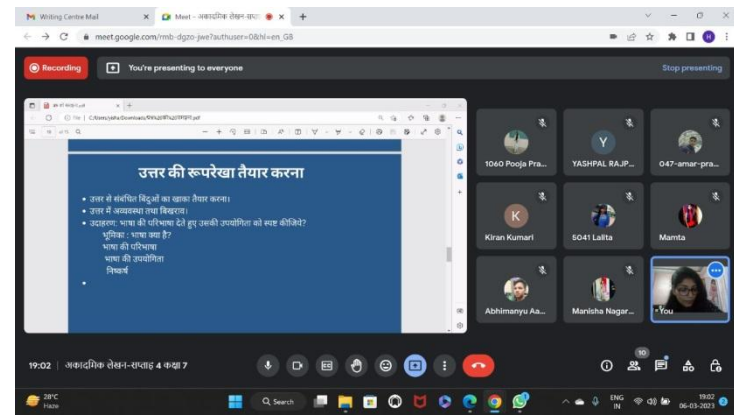 Writing Centre Mail
Meet - अकादमिक लेखन-सप्ता
meet.google.com/rmb-dgzo-jwe?authuser=0&hl=en_GB
Recording
You're presenting to everyone
Stop presenting
उत्तर की रूपरेखा तैयार करना
• उत्तर से संबंधित बिंदुओं का खाका तैयार करना।
• उत्तर में अव्यवस्था तथा बिखराव।
• उदाहरण: भाषा की परिभाषा देते हुए उसकी उपयोगिता को स्पष्ट कीजिये?
भूमिका : भाषा क्या है?
भाषा की परिभाषा
भाषा की उपयोगिता
निष्कर्ष
•
1060 Pooja Pra...
YASHPAL RAJP...
047-amar-pra...
Kiran Kumari
5041 Lalita
Mamta
Abhimanyu Aa...
Manisha Nagar...
You
Y
K
H
19:02 | अकादमिक लेखन-सप्ताह 4 कक्षा 7
10
28°C
Haze
Search
ENG
IN
19:02
06-03-2023